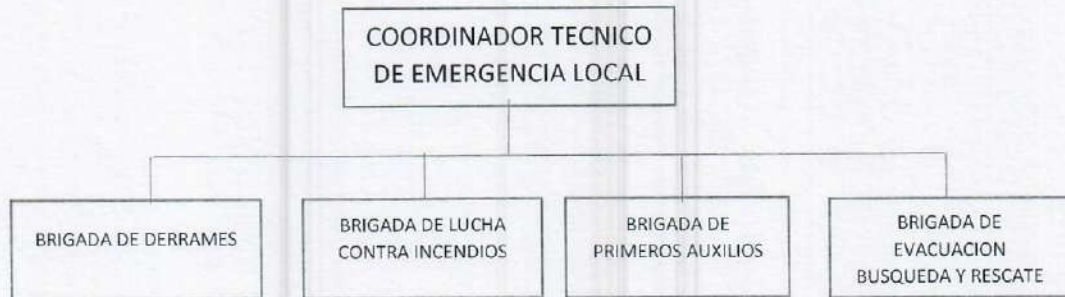 COORDINADOR TECNICO
DE EMERGENCIA LOCAL
BRIGADA DE DERRAMES
BRIGADA DE LUCHA
CONTRA INCENDIOS
BRIGADA DE
PRIMEROS AUXILIOS
BRIGADA DE
EVACUACION
BUSQUEDA Y RESCATE